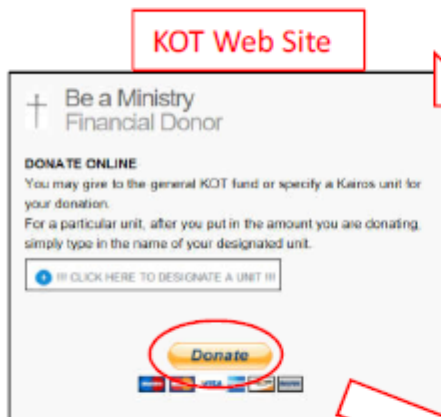 KOT Web Site
Be a Ministry
Financial Donor
DONATE ONLINE
You may give to the general KOT fund or specify a Kairos unit for
your donation.
For a particular unit, after you put in the amount you are donating,
simply type in the name of your designated unit.
!!! CLICK HERE TO DESIGNATE A UNIT !!!
Donate
VISA